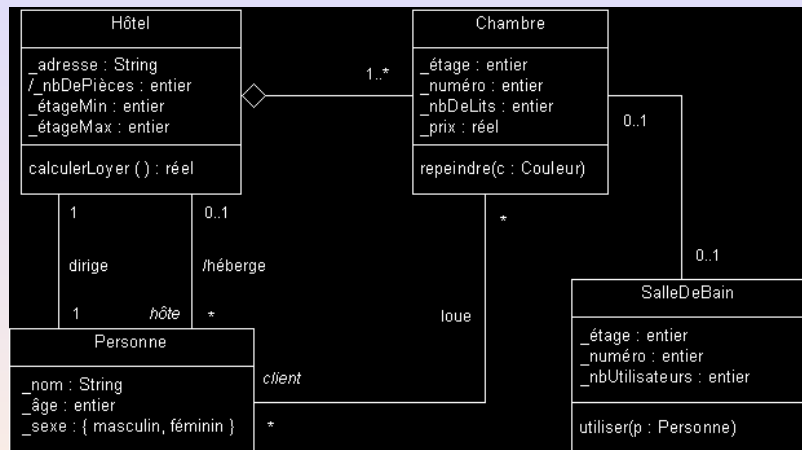 Hôtel
_adresse : String
/_nbDePièces : entier
_étageMin : entier
_étageMax : entier
calculerLoyer () : réel
1..*
Chambre
_étage : entier
_numéro : entier
_nbDeLits : entier
_prix : réel
repeindre(c : Couleur)
0..1
1
0..1
*
dirige
/héberge
0..1
1
hôte
*
loue
SalleDeBain
_étage : entier
_numéro : entier
_nbUtilisateurs : entier
utiliser(p : Personne)
Personne
_nom : String
_âge : entier
_sexe : { masculin, féminin }
client
*